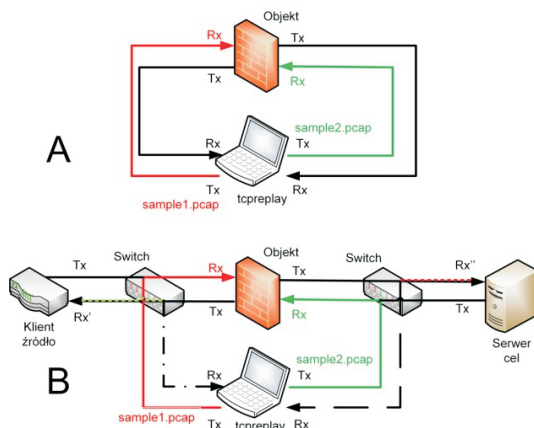 Objekt
Rx Tx
Tx Rx
sample2.pcap
Rx Tx
A
Tx Rx
sample1.pcap tcpreplay
Objekt
Switch Switch
Tx Rx Tx Rx''
Rx' Tx Rx Tx
Klient
źródło
Serwer
cel
sample2.pcap
B
Rx Tx
sample1.pcap
Tx Rx
tcpreplay